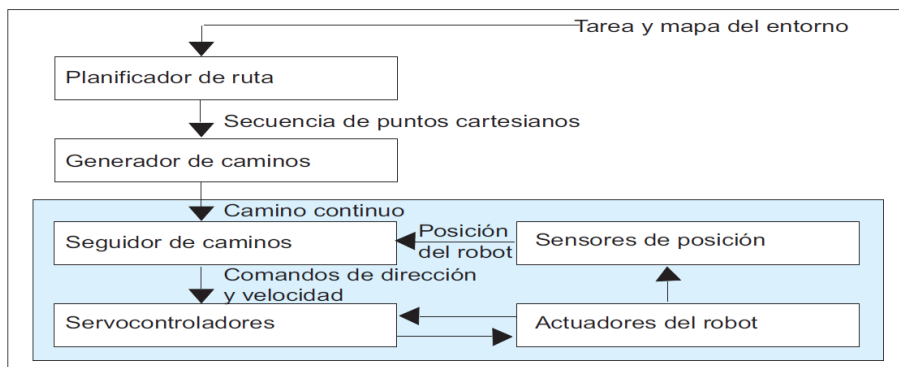 Tarea y mapa del entorno
Planificador de ruta
Secuencia de puntos cartesianos
Generador de caminos
Camino continuo
Seguidor de caminos
Posición
del robot
Sensores de posición
Comandos de dirección
y velocidad
Servocontroladores
Actuadores del robot